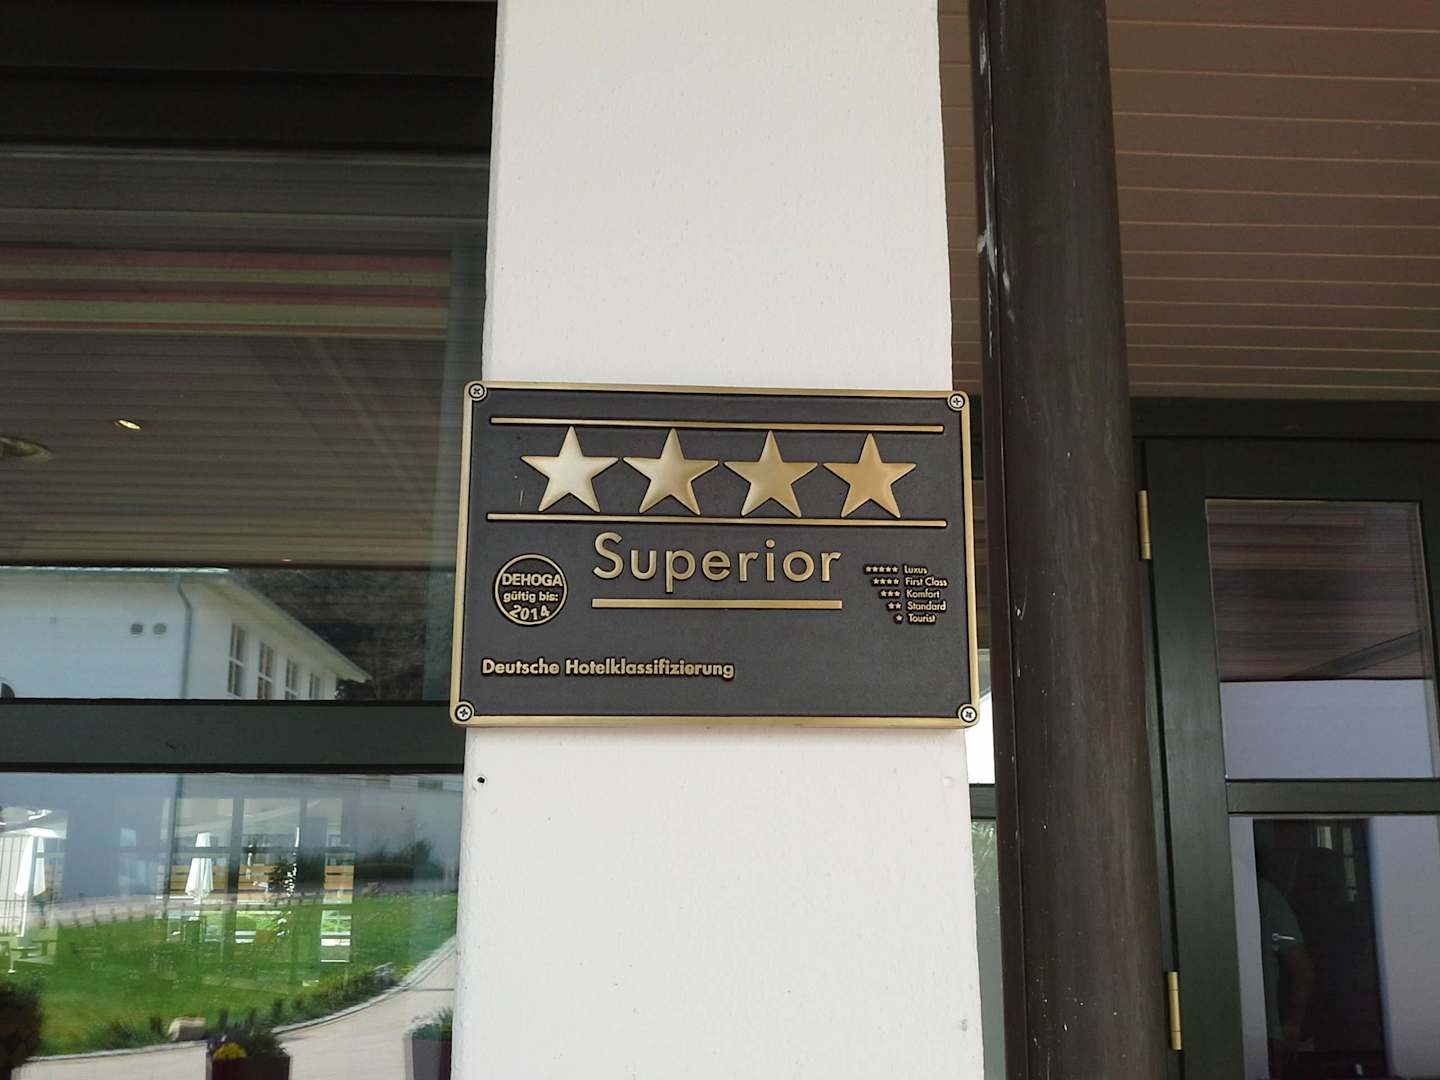 Superior
DEHOGA
gültig bis:
2014
Luxus
First Class
Komfort
Standard
Tourist
Deutsche Hotelklassifizierung